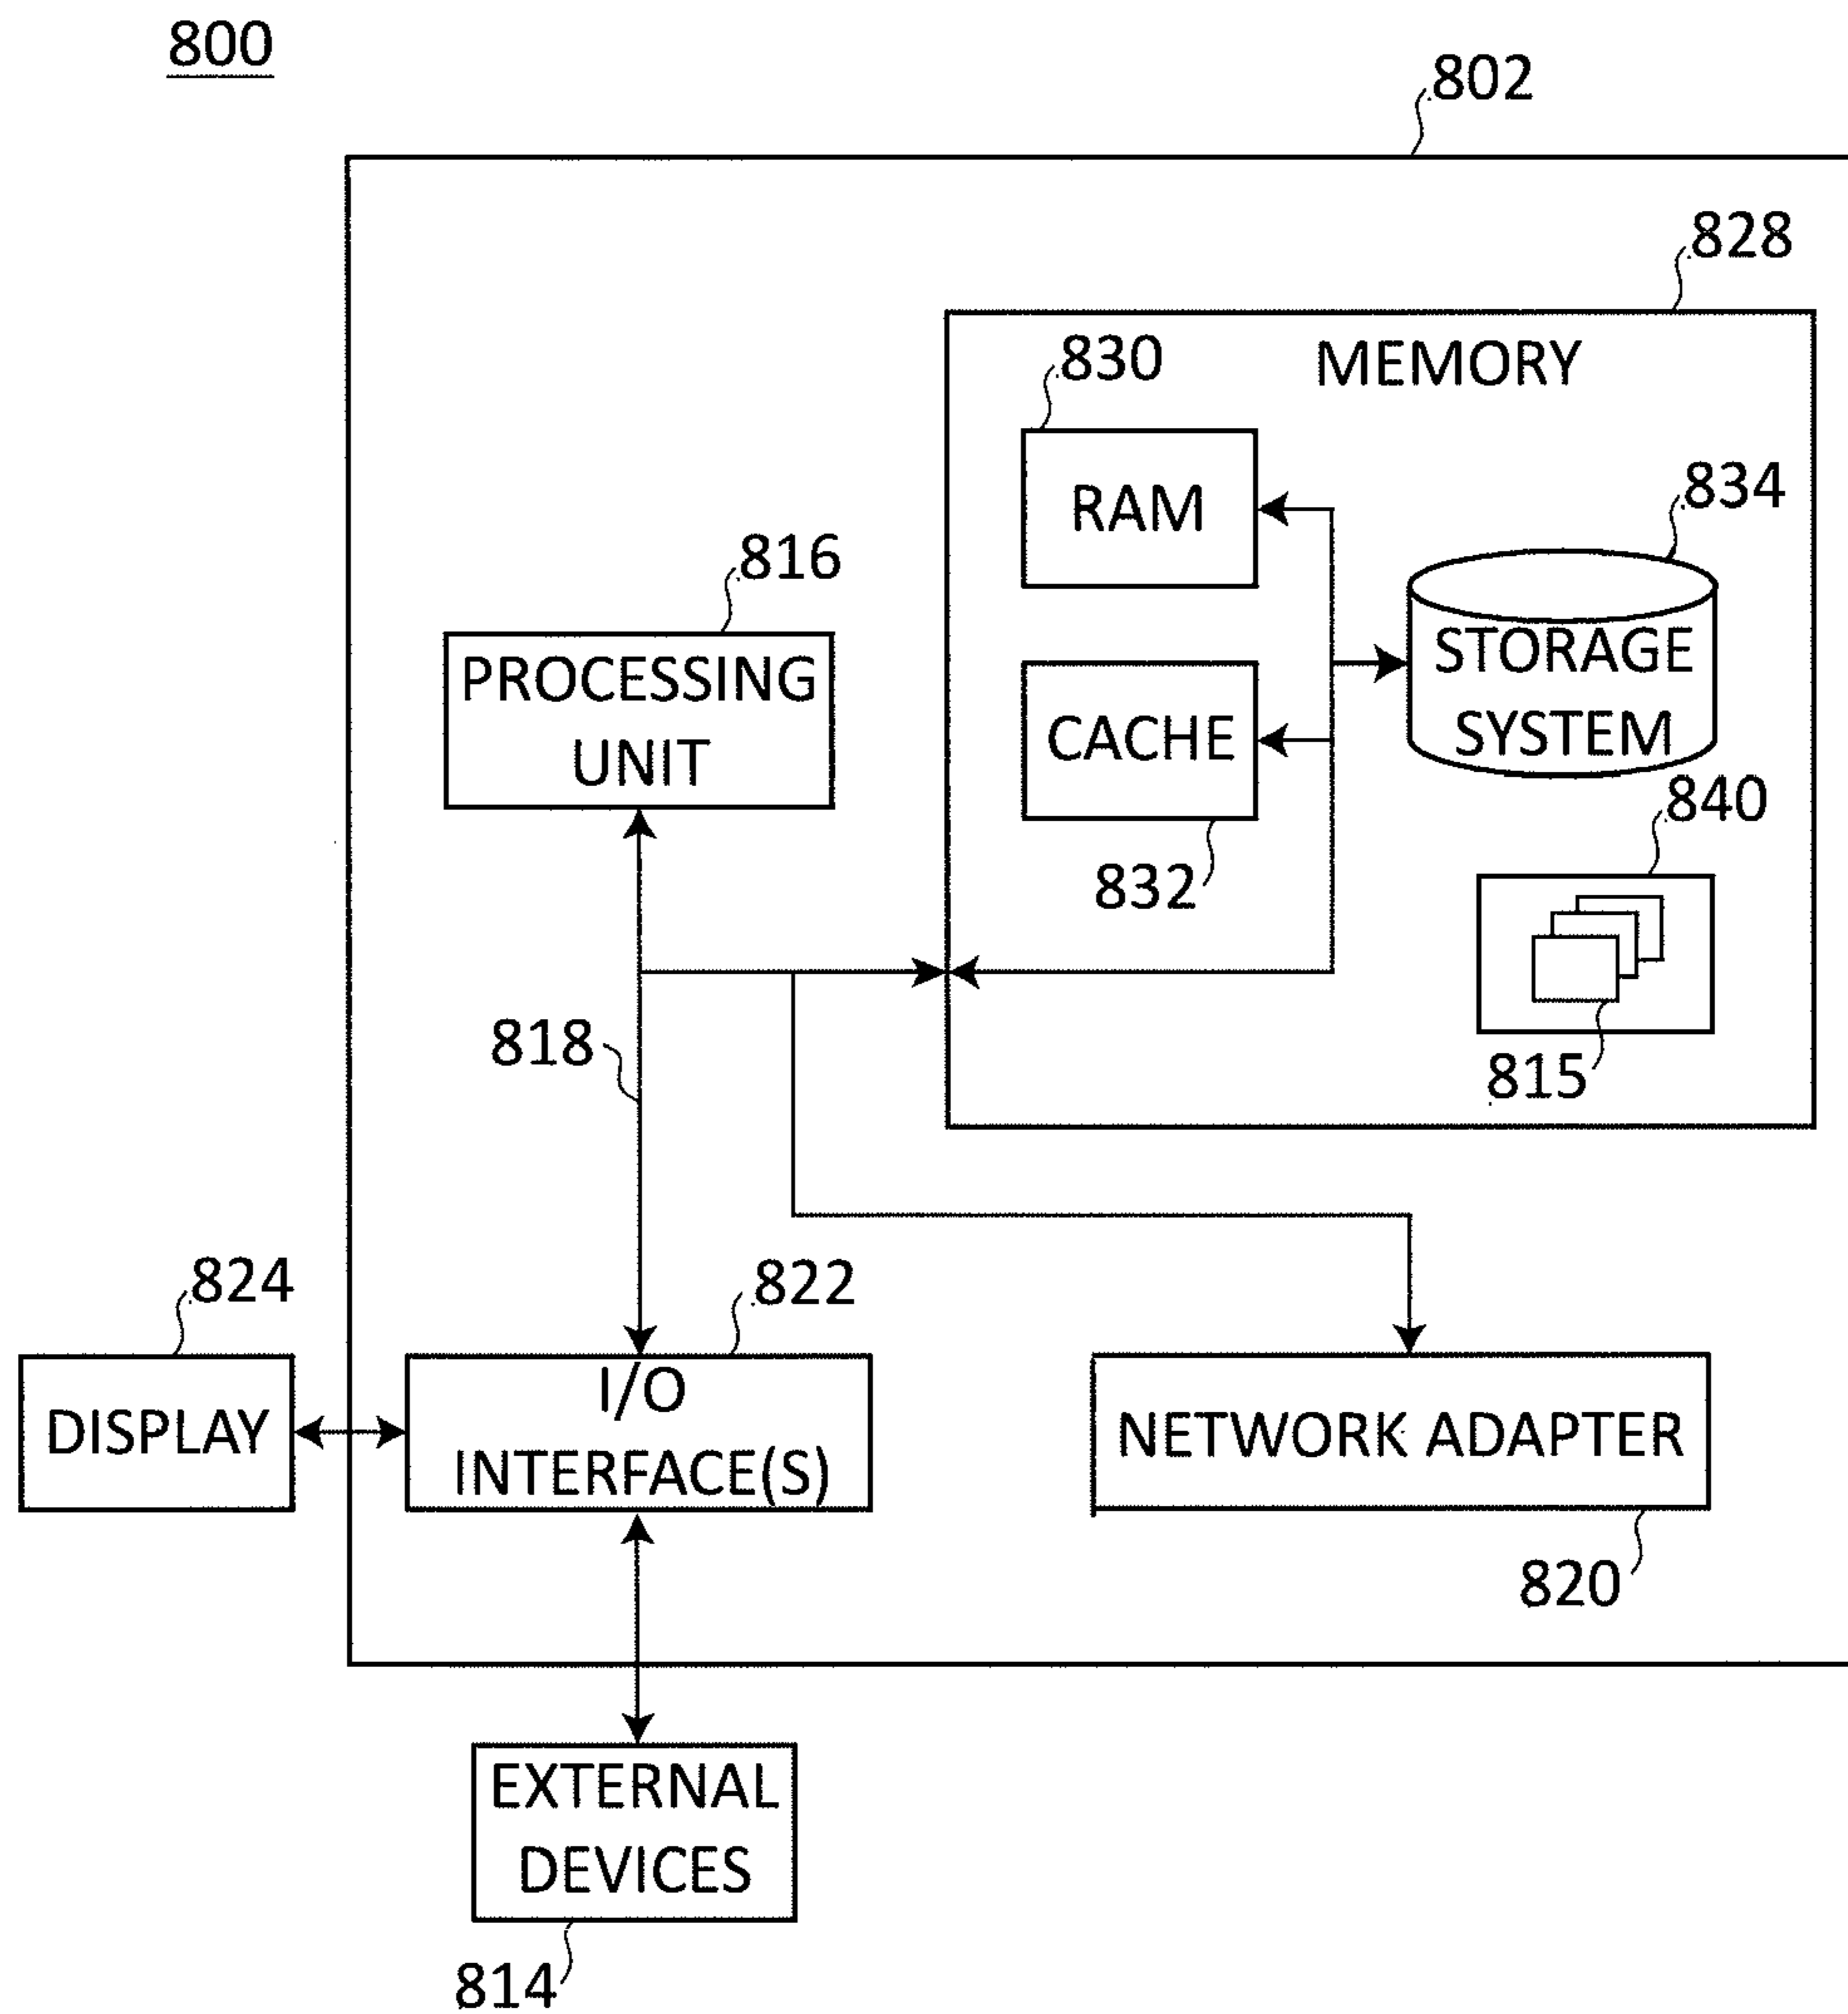 800
802
828
MEMORY
830
RAM
834
STORAGE
SYSTEM
816
PROCESSING
UNIT
CACHE
832
840
815
818
824
DISPLAY
822
I/O
INTERFACE(S)
NETWORK ADAPTER
820
EXTERNAL
DEVICES
814